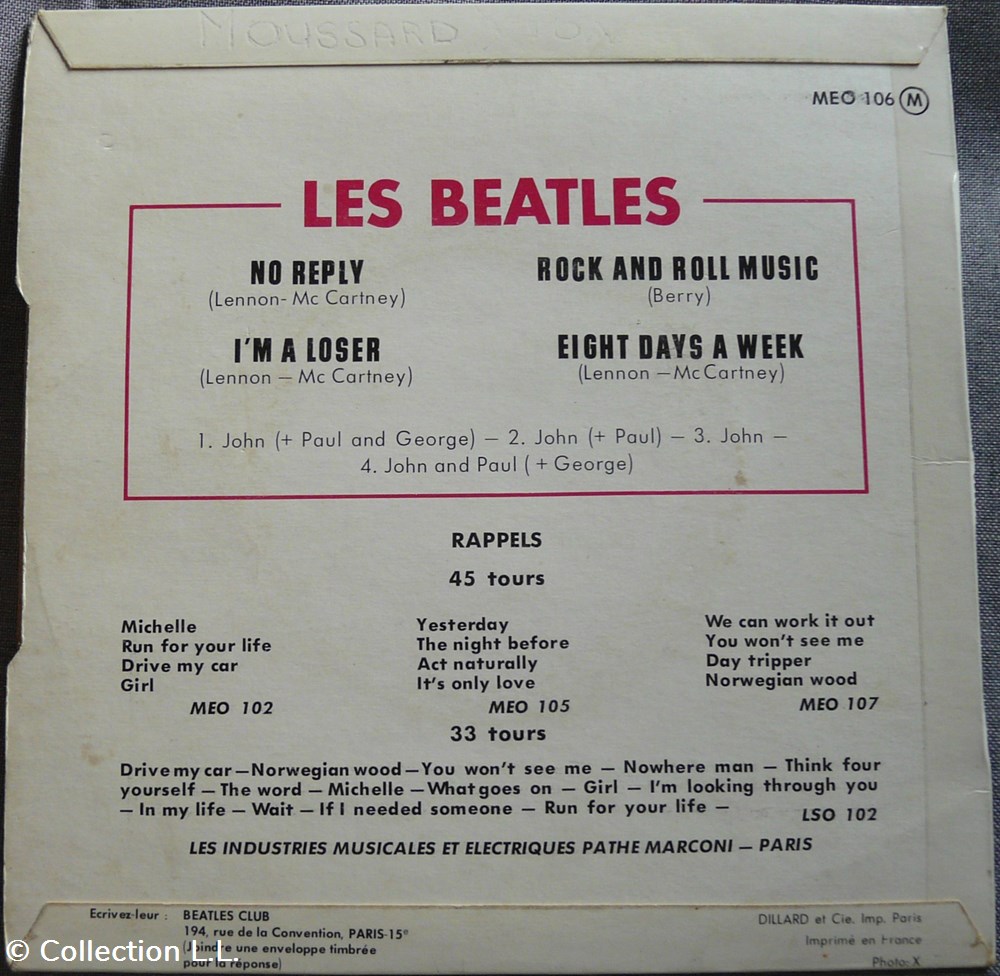 MOUSSARD
MEO 106 M
LES BEATLES
NO REPLY
(Lennon- Mc Cartney)
ROCK AND ROLL MUSIC
(Berry)
I'M A LOSER
(Lennon – Mc Cartney)
EIGHT DAYS A WEEK
(Lennon –Mc Cartney)
1. John (+ Paul and George) – 2. John (+ Paul) – 3. John –
4. John and Paul ( + George)
RAPPELS
45 tours
Michelle
Run for your life
Drive my car
Girl
MEO 102
Yesterday
The night before
Act naturally
It's only love
MEO 105
We can work it out
You won't see me
Day tripper
Norwegian wood
MEO 107
33 tours
Drive my car – Norwegian wood – You won't see me – Nowhere man – Think four
yourself – The word – Michelle – What goes on – Girl – I'm looking through you
– In my life – Wait – If I needed someone – Run for your life –
LSO 102
LES INDUSTRIES MUSICALES ET ELECTRIQUES PATHE MARCONI – PARIS
Ecrivez-leur : BEATLES CLUB
194, rue de la Convention, PARIS-15e
(Joindre une enveloppe timbrée
pour la réponse)
DILLARD et Cie. Imp. Paris
Imprimé en France
Photo: X
© Collection L.L.